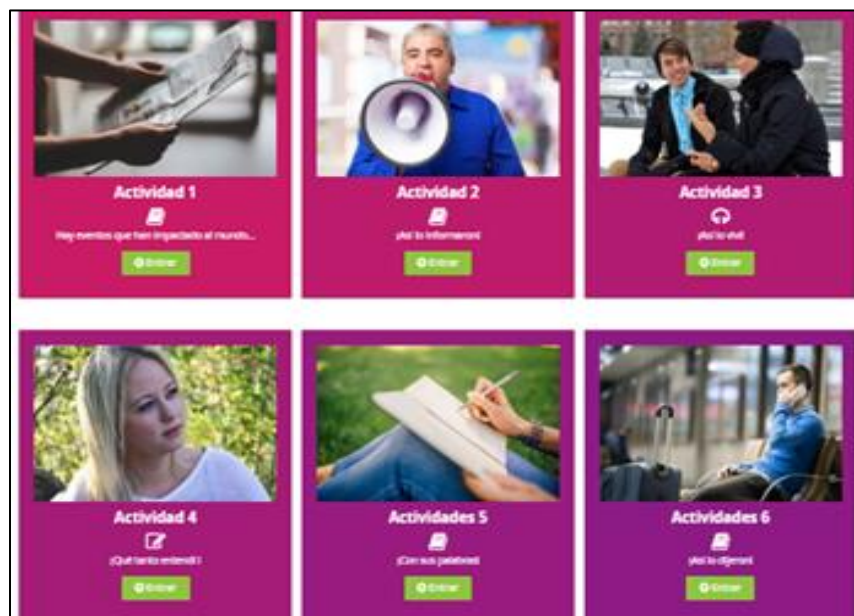 Actividad 1
Hay eventos que han impactado al mundo...
Entrar
Actividad 2
¡Así lo informaron!
Entrar
Actividad 3
¡Así lo viví!
Entrar
Actividad 4
¿Qué tanto entendí?
Entrar
Actividades 5
¡Con sus palabras!
Entrar
Actividades 6
¡Así lo dijeron!
Entrar